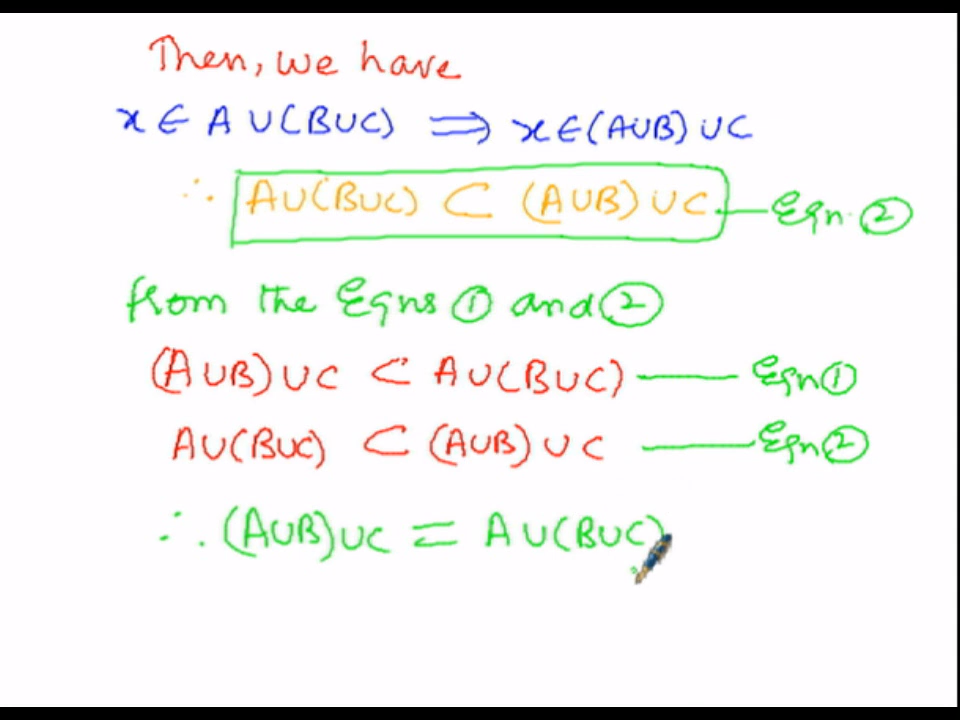 Then, we have
x ∈ A ∪ (B ∪ C) ⟹ x ∈ (A ∪ B) ∪ C
∴ A ∪ (B ∪ C) ⊂ (A ∪ B) ∪ C — Eqn. ②
from the Eqns ① and ②
(A ∪ B) ∪ C ⊂ A ∪ (B ∪ C) — Eqn ①
A ∪ (B ∪ C) ⊂ (A ∪ B) ∪ C — Eqn ②
∴ (A ∪ B) ∪ C = A ∪ (B ∪ C)